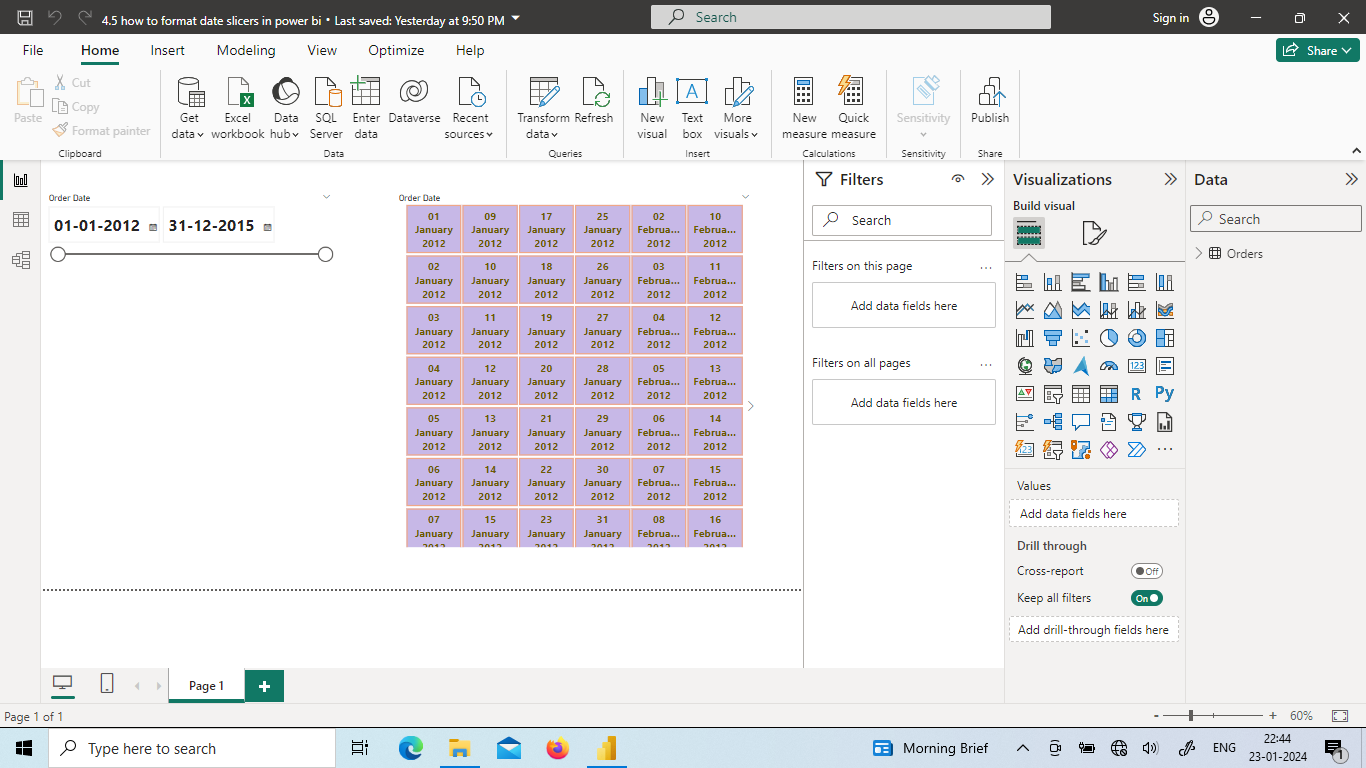 4.5 how to format date slicers in power bi • Last saved: Yesterday at 9:50 PM
Search
Sign in
File
Home
Insert
Modeling
View
Optimize
Help
Share
Paste
Cut
Copy
Format painter
Clipboard
Get data
Excel workbook
Data hub
SQL Server
Enter data
Dataverse
Recent sources
Data
Transform data
Refresh
Queries
New visual
Text box
More visuals
Insert
New measure
Quick measure
Calculations
Sensitivity
Sensitivity
Publish
Share
Order Date
01-01-2012 31-12-2015
Order Date
01 09 17 25 02 10
January January January January Februa... Februa...
2012 2012 2012 2012 2012 2012
02 10 18 26 03 11
January January January January Februa... Februa...
2012 2012 2012 2012 2012 2012
03 11 19 27 04 12
January January January January Februa... Februa...
2012 2012 2012 2012 2012 2012
04 12 20 28 05 13
January January January January Februa... Februa...
2012 2012 2012 2012 2012 2012
05 13 21 29 06 14
January January January January Februa... Februa...
2012 2012 2012 2012 2012 2012
06 14 22 30 07 15
January January January January Februa... Februa...
2012 2012 2012 2012 2012 2012
07 15 23 31 08 16
January January January January Februa... Februa...
2012 2012 2012 2012 2012 2012
Filters
Search
Filters on this page
...
Add data fields here
Filters on all pages
...
Add data fields here
Visualizations
Build visual
123
R
Py
123
...
Values
Add data fields here
Drill through
Cross-report
Off
Keep all filters
On
Add drill-through fields here
Data
Search
Orders
Page 1
Page 1 of 1
- + 60%
Type here to search
Morning Brief
ENG
22:44
23-01-2024
1